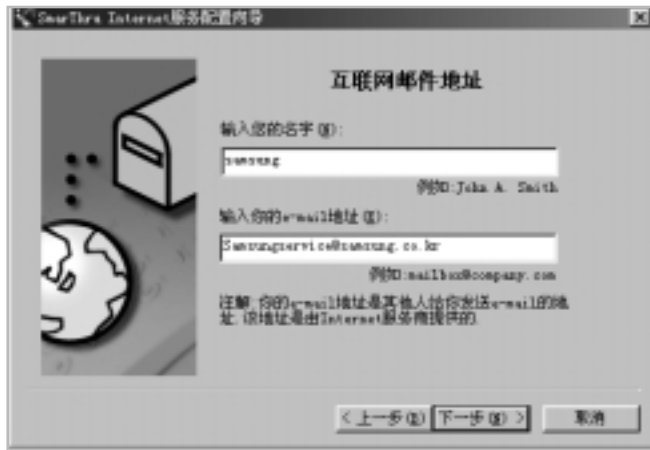 SmarThru Internet服务配置向导
互联网邮件地址
输入您的名字(N):
samsung
例如:John A. Smith
输入你的e-mail地址(E):
Samsungservice@samsung.co.kr
例如:mailbox@company.com
注解:你的e-mail地址是其他人给你发送e-mail的地
址.该地址是由Internet服务商提供的.
<上一步(B) 下一步(N)> 取消